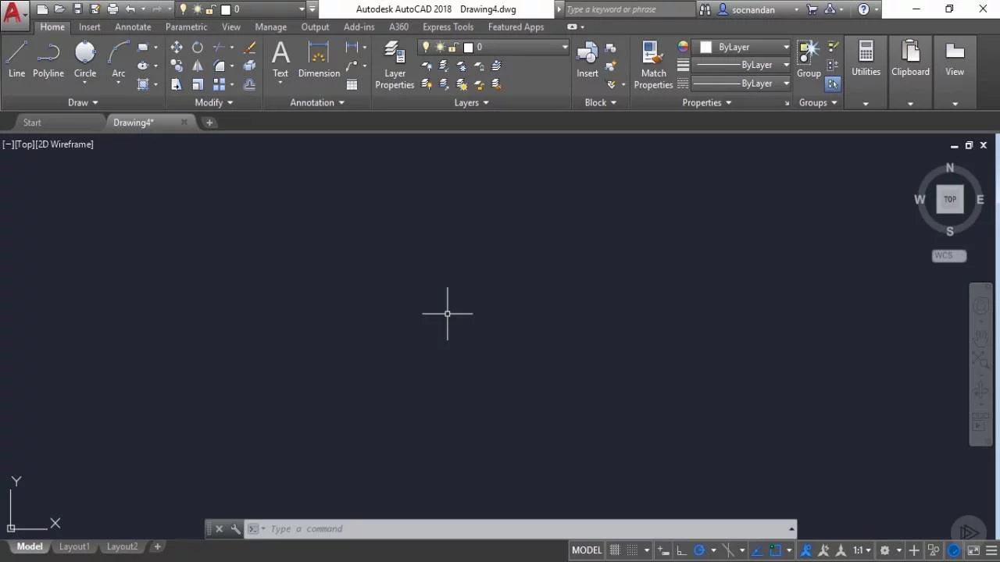 0
Autodesk AutoCAD 2018 Drawing4.dwg
Type a keyword or phrase
socnandan
Home Insert Annotate Parametric View Manage Output Add-ins A360 Express Tools Featured Apps
0
ByLayer
ByLayer
ByLayer
Line Polyline Circle Arc
Text Dimension
Layer
Properties
Insert
Match
Properties
Group
Utilities
Clipboard
View
Draw Modify Annotation Layers Block Properties Groups
Start Drawing4*
[−][Top][2D Wireframe]
N
W TOP E
S
WCS
Y
X
Type a command
Model Layout1 Layout2
MODEL 1:1